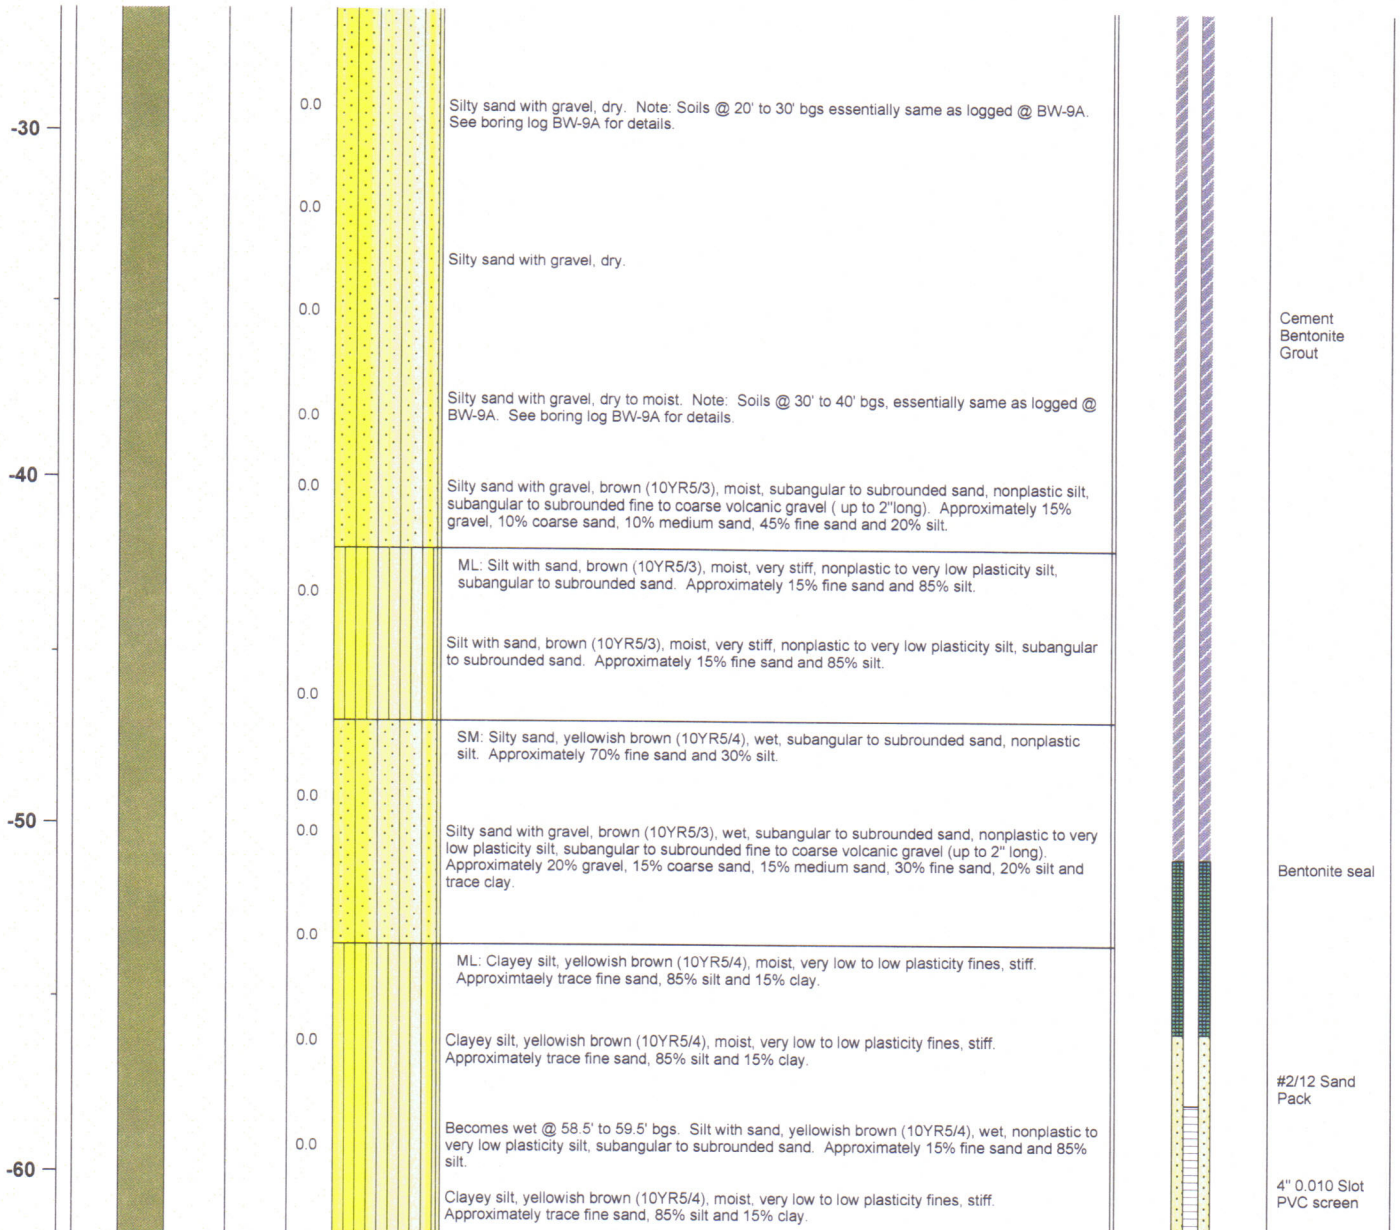 0.0
Silty sand with gravel, dry. Note: Soils @ 20' to 30' bgs essentially same as logged @ BW-9A.
-30
See boring log BW-9A for details.
0.0
Silty sand with gravel, dry.
0.0
Cement
Bentonite
Grout
Silty sand with gravel, dry to moist. Note: Soils @ 30' to 40' bgs, essentially same as logged @
0.0
BW-9A. See boring log BW-9A for details.
-40
0.0
Silty sand with gravel, brown (10YR5/3), moist, subangular to subrounded sand, nonplastic silt,
subangular to subrounded fine to coarse volcanic gravel ( up to 2"long). Approximately 15%
gravel, 10% coarse sand, 10% medium sand, 45% fine sand and 20% silt.
ML: Silt with sand, brown (10YR5/3), moist, very stiff, nonplastic to very low plasticity silt,
0.0
subangular to subrounded sand. Approximately 15% fine sand and 85% silt.
Silt with sand, brown (10YR5/3), moist, very stiff, nonplastic to very low plasticity silt, subangular
to subrounded sand. Approximately 15% fine sand and 85% silt.
0.0
SM: Silty sand, yellowish brown (10YR5/4), wet, subangular to subrounded sand, nonplastic
silt. Approximately 70% fine sand and 30% silt.
0.0
-50
0.0
Silty sand with gravel, brown (10YR5/3), wet, subangular to subrounded sand, nonplastic to very
low plasticity silt, subangular to subrounded fine to coarse volcanic gravel (up to 2" long).
Approximately 20% gravel, 15% coarse sand, 15% medium sand, 30% fine sand, 20% silt and
trace clay.
Bentonite seal
0.0
ML: Clayey silt, yellowish brown (10YR5/4), moist, very low to low plasticity fines, stiff.
Approximtaely trace fine sand, 85% silt and 15% clay.
0.0
Clayey silt, yellowish brown (10YR5/4), moist, very low to low plasticity fines, stiff.
Approximately trace fine sand, 85% silt and 15% clay.
#2/12 Sand
Pack
Becomes wet @ 58.5' to 59.5' bgs. Silt with sand, yellowish brown (10YR5/4), wet, nonplastic to
0.0
very low plasticity silt, subangular to subrounded sand. Approximately 15% fine sand and 85%
silt.
-60
Clayey silt, yellowish brown (10YR5/4), moist, very low to low plasticity fines, stiff.
Approximately trace fine sand, 85% silt and 15% clay.
4" 0.010 Slot
PVC screen